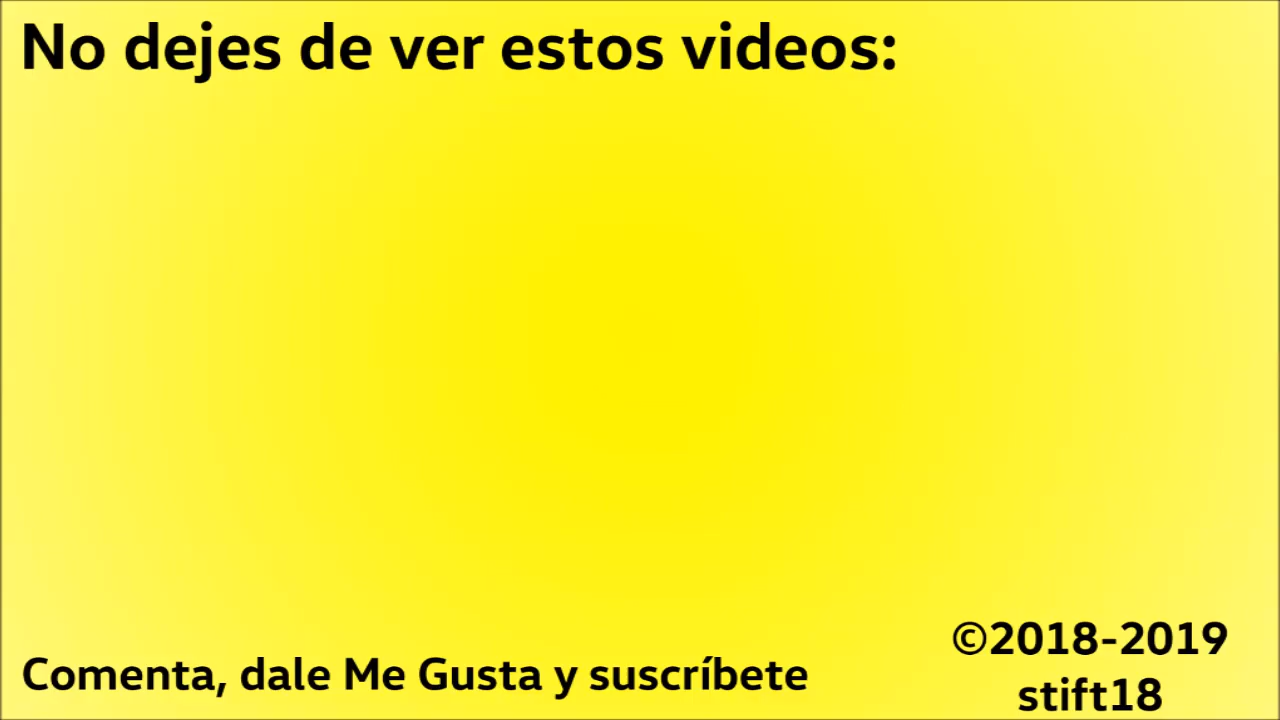 No dejes de ver estos videos:
Comenta, dale Me Gusta y suscríbete
©2018-2019
stift18